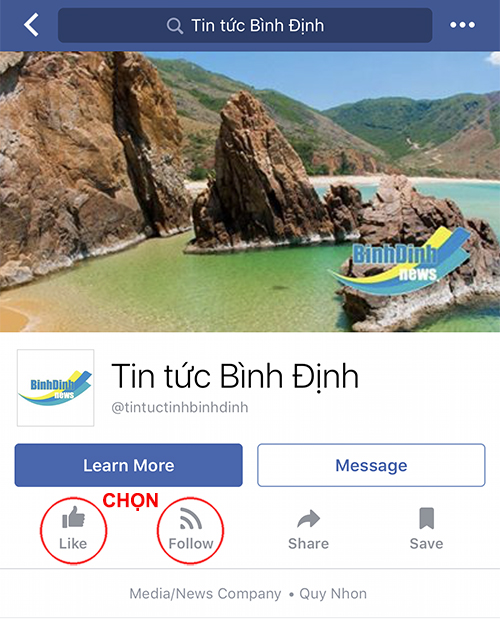 Tin tức Bình Định
BinhDinh
news
BinhDinh
news
Tin tức Bình Định
@tintuctinhbinhdinh
Learn More
Message
CHỌN
Like
Follow
Share
Save
Media/News Company • Quy Nhon